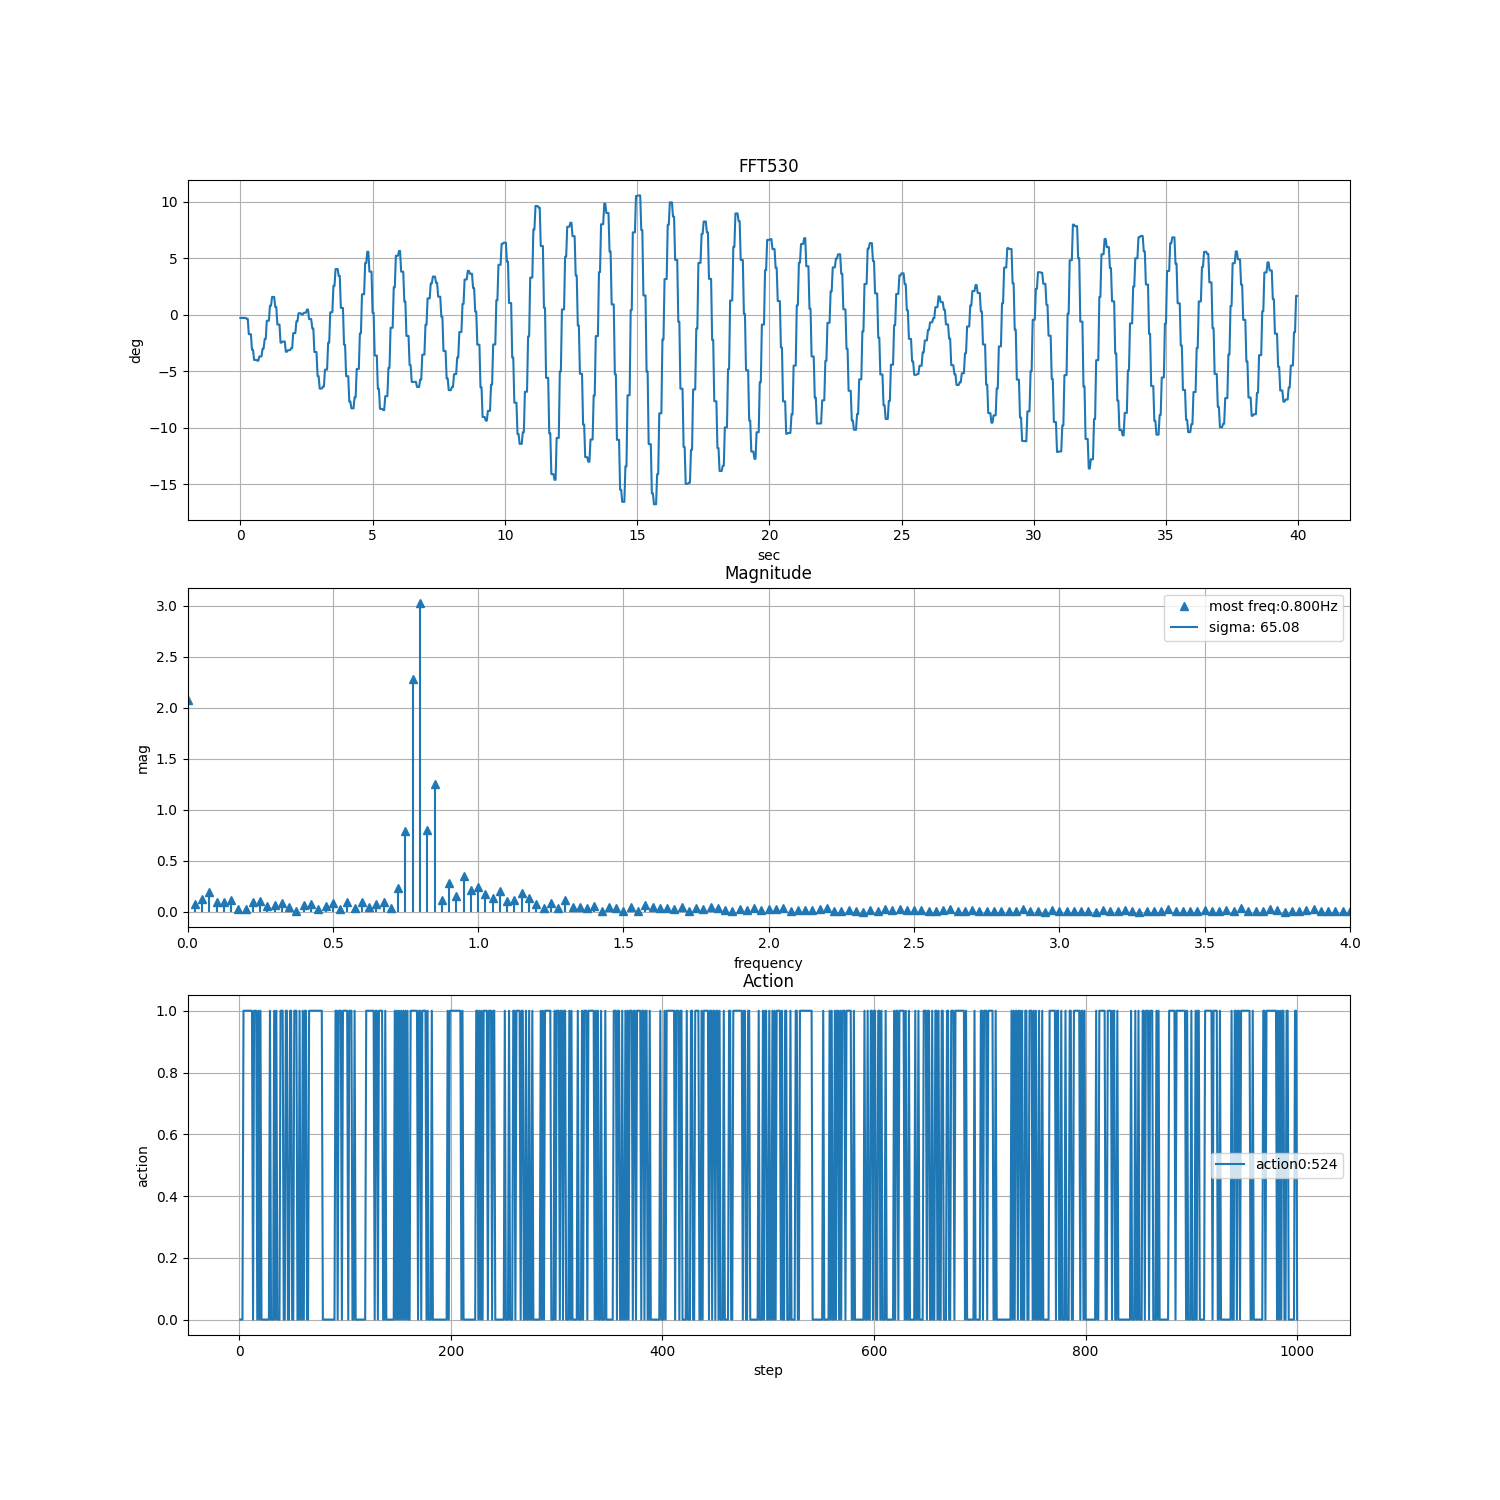 FFT530
10
5
0
−5
−10
−15
deg
0 5 10 15 20 25 30 35 40
sec
Magnitude
most freq:0.800Hz
sigma: 65.08
3.0
2.5
2.0
1.5
1.0
0.5
0.0
mag
0.0 0.5 1.0 1.5 2.0 2.5 3.0 3.5 4.0
frequency
Action
1.0
0.8
0.6
0.4
0.2
0.0
action
action0:524
0 200 400 600 800 1000
step